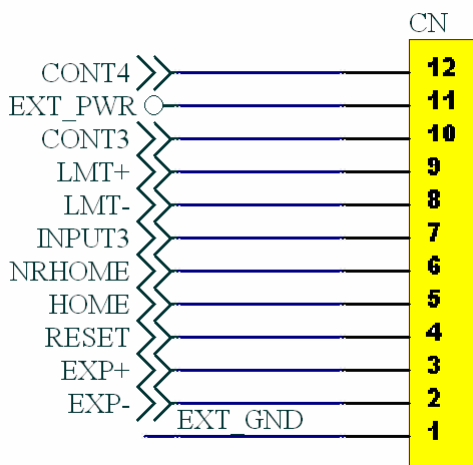 CN
CONT4 12
EXT_PWR 11
CONT3 10
LMT+ 9
LMT- 8
INPUT3 7
NRHOME 6
HOME 5
RESET 4
EXP+ 3
EXP- 2
EXT_GND 1